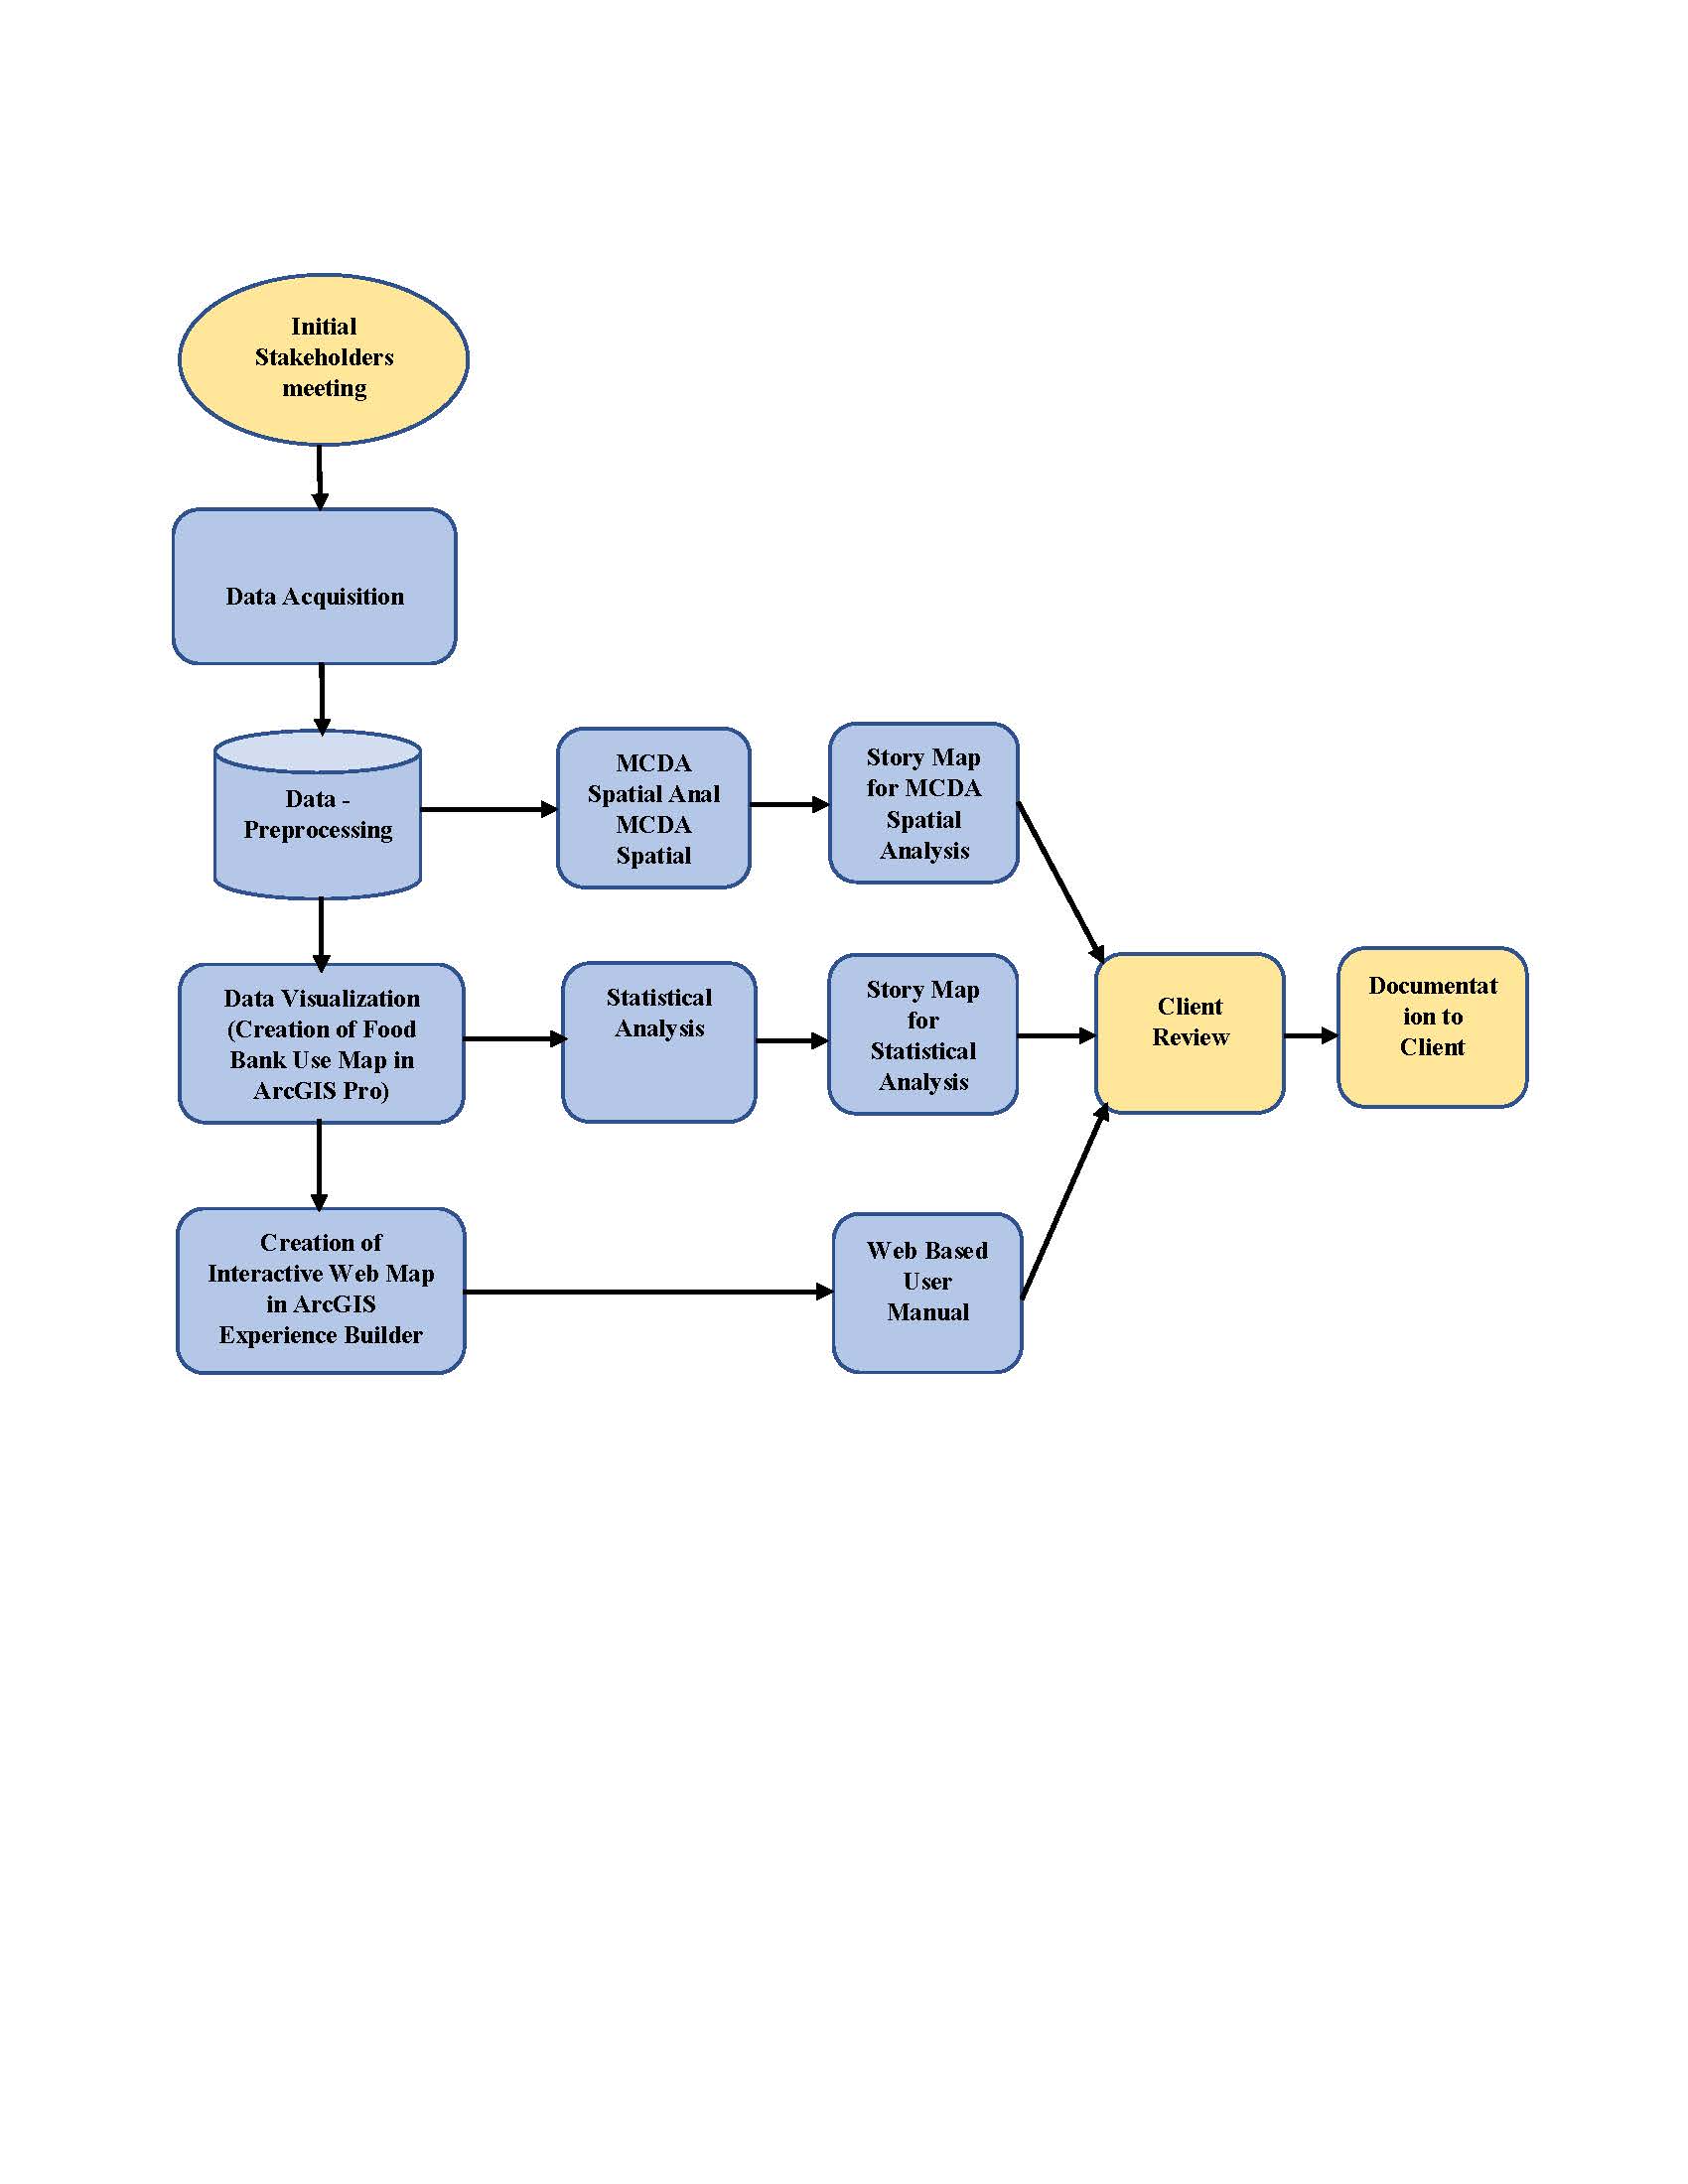 Initial
Stakeholders
meeting
Data Acquisition
Data -
Preprocessing
MCDA
Spatial Anal
MCDA
Spatial
Story Map
for MCDA
Spatial
Analysis
Data Visualization
(Creation of Food
Bank Use Map in
ArcGIS Pro)
Statistical
Analysis
Story Map
for
Statistical
Analysis
Client
Review
Documentat
ion to
Client
Creation of
Interactive Web Map
in ArcGIS
Experience Builder
Web Based
User
Manual